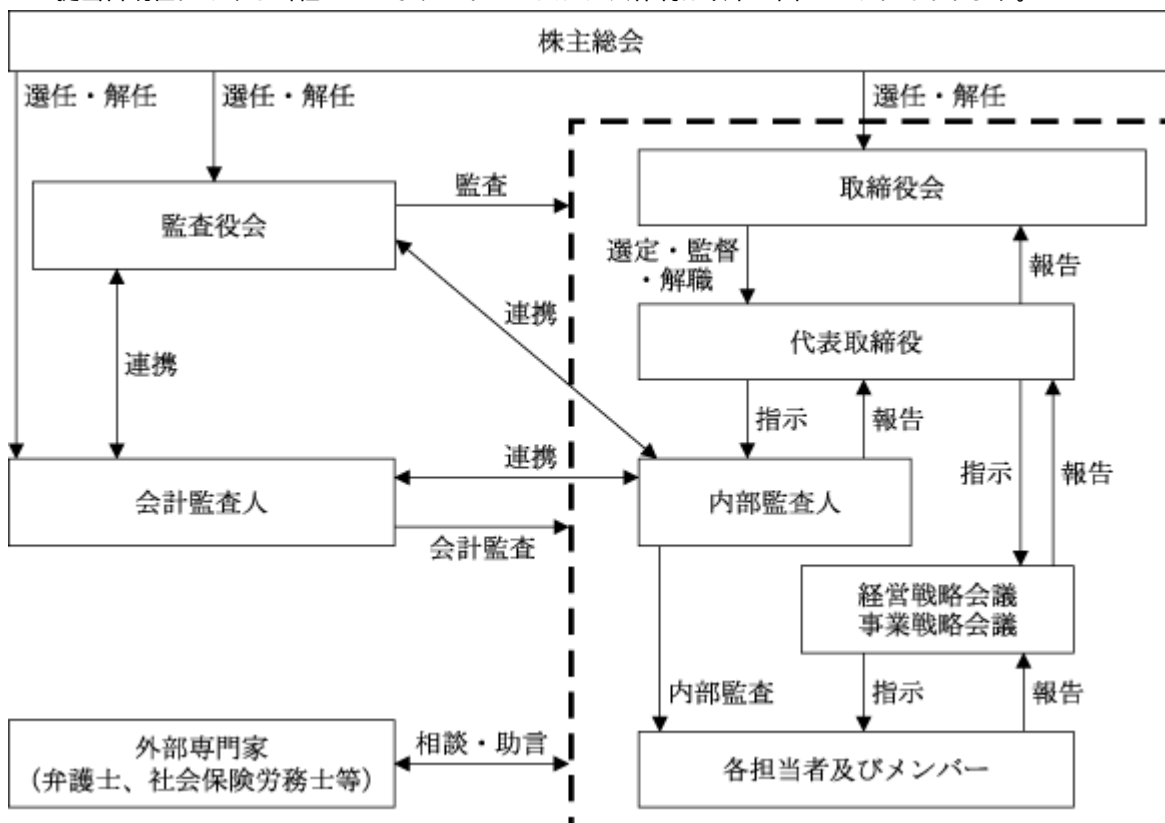 株主総会
選任・解任
選任・解任
選任・解任
取締役会
監査役会
監査
選定・監督
・解職
報告
連携
代表取締役
連携
指示
報告
指示
報告
会計監査人
連携
内部監査人
会計監査
経営戦略会議
事業戦略会議
内部監査
指示
報告
外部専門家
（弁護士、社会保険労務士等）
相談・助言
各担当者及びメンバー